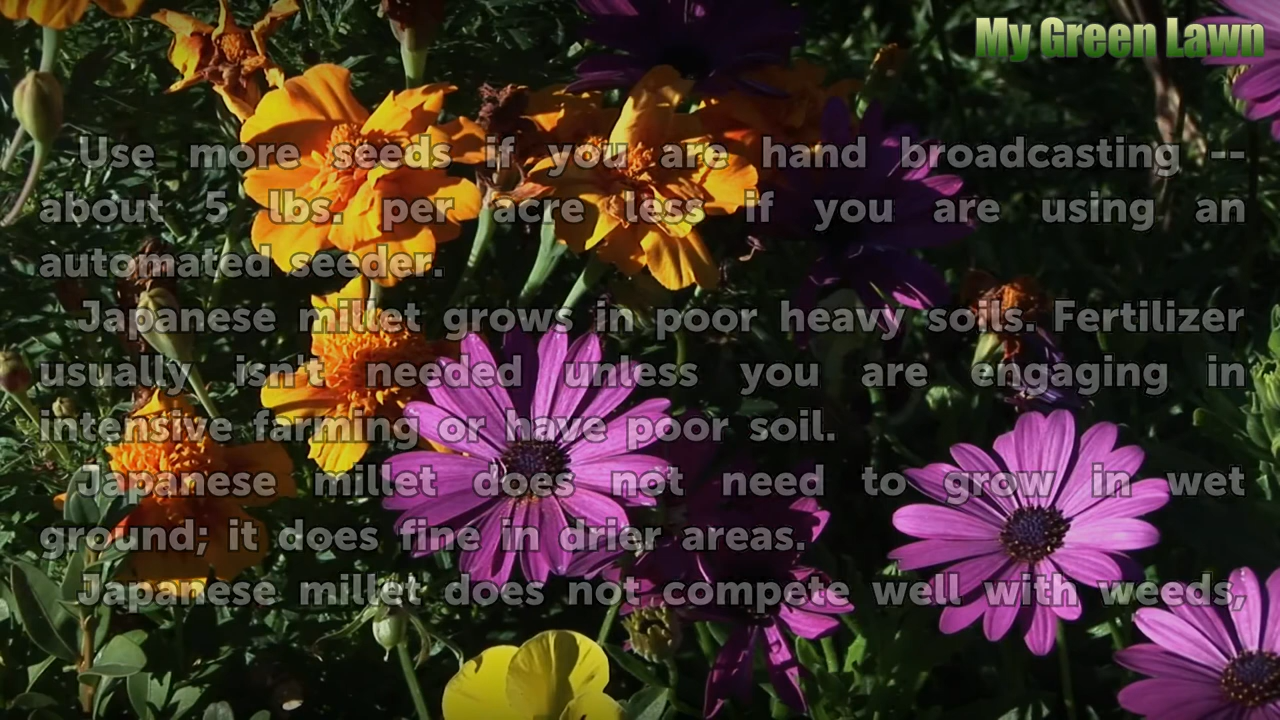 My Green Lawn
Use more seeds if you are hand broadcasting --
about 5 lbs. per acre less if you are using an
automated seeder.
Japanese millet grows in poor heavy soils. Fertilizer
usually isn't needed unless you are engaging in
intensive farming or have poor soil.
Japanese millet does not need to grow in wet
ground; it does fine in drier areas.
Japanese millet does not compete well with weeds,